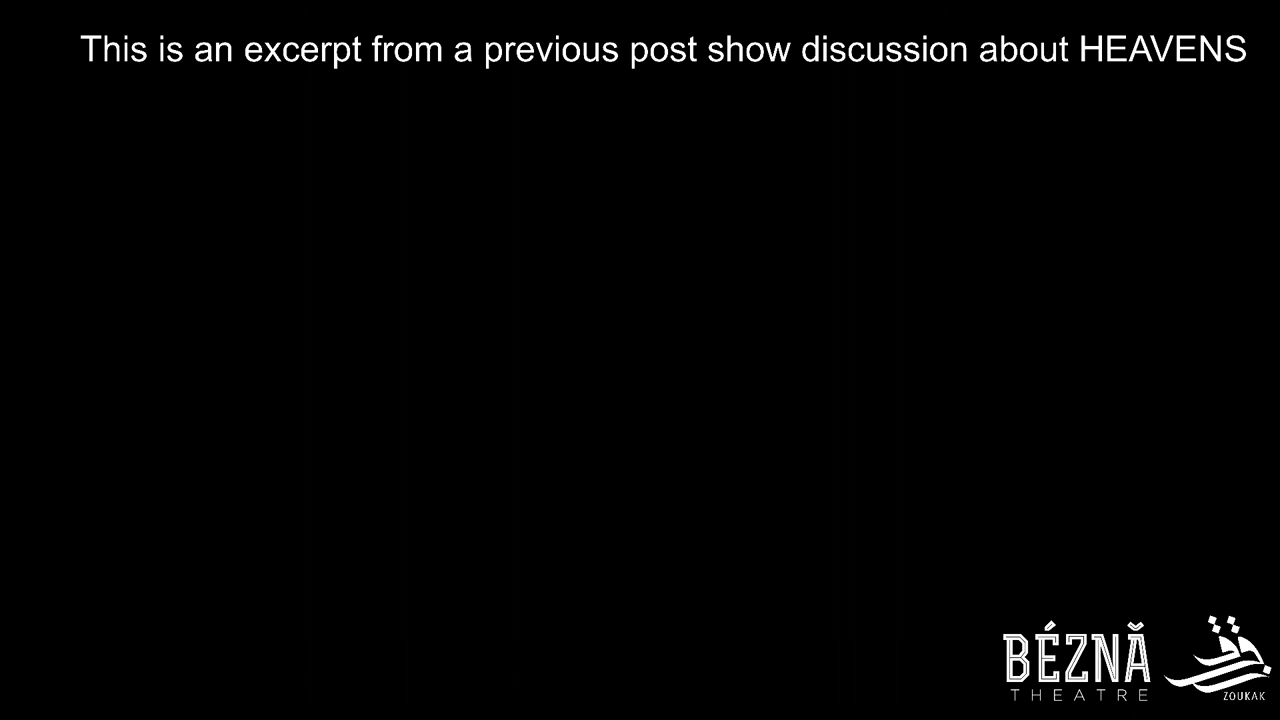 This is an excerpt from a previous post show discussion about HEAVENS
BÉZNĂ
THEATRE
ZOUKAK